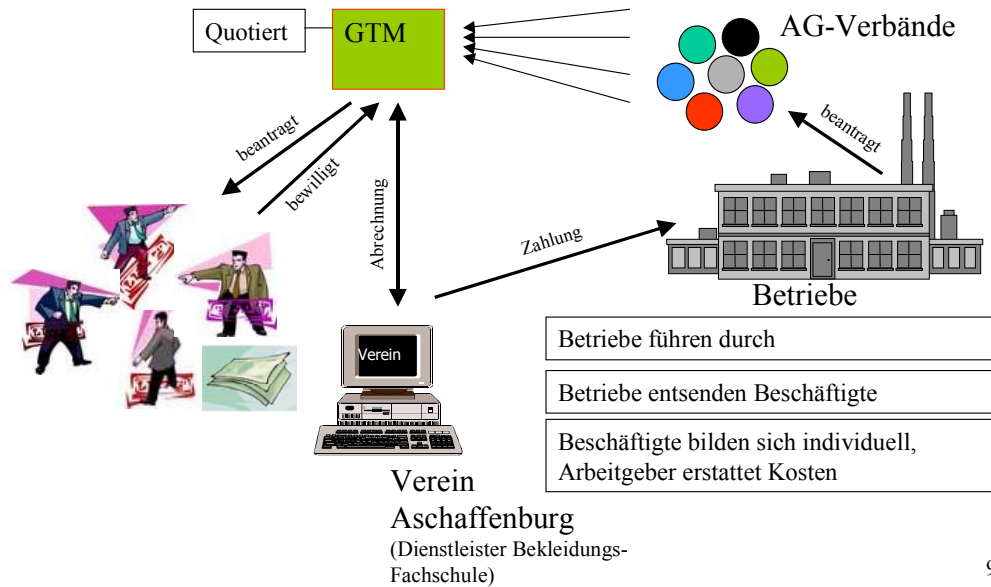 Quotiert
GTM
AG-Verbände
beantragt
bewilligt
beantragt
Abrechnung
Zahlung
Betriebe
Verein
Betriebe führen durch
Betriebe entsenden Beschäftigte
Beschäftigte bilden sich individuell,
Arbeitgeber erstattet Kosten
Verein
Aschaffenburg
(Dienstleister Bekleidungs-
Fachschule)
9